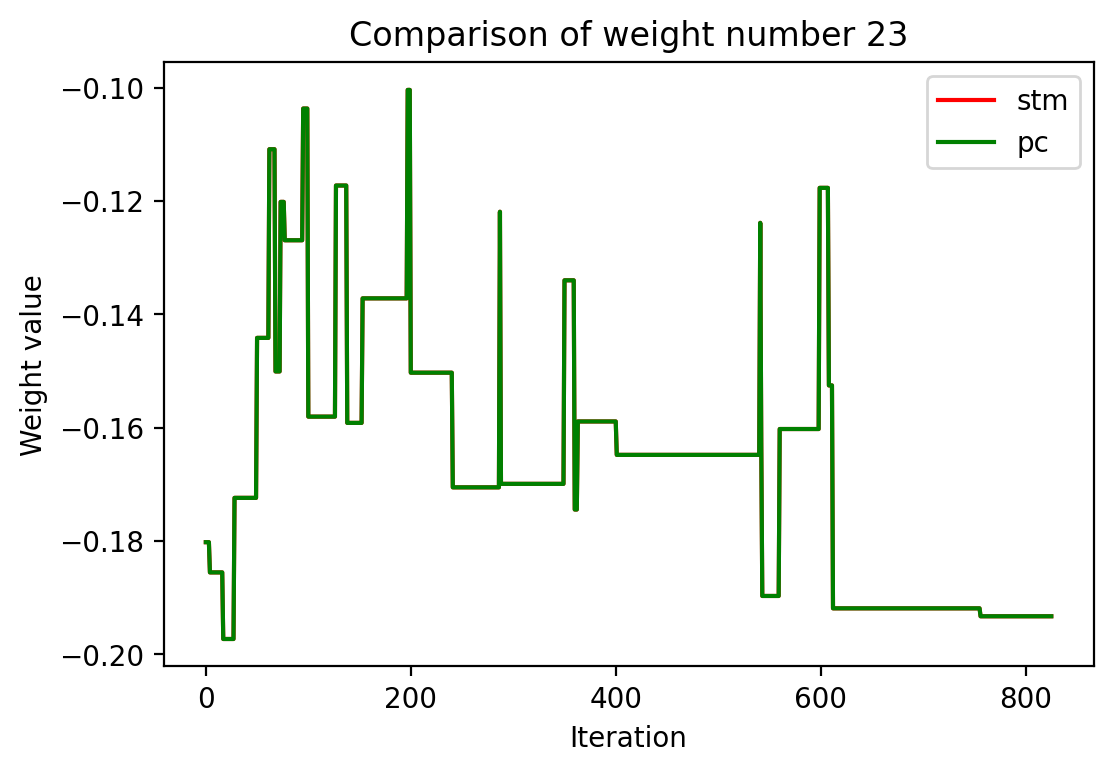 Comparison of weight number 23
−0.10
−0.12
−0.14
−0.16
−0.18
−0.20
Weight value
0
200
400
600
800
Iteration
stm
pc